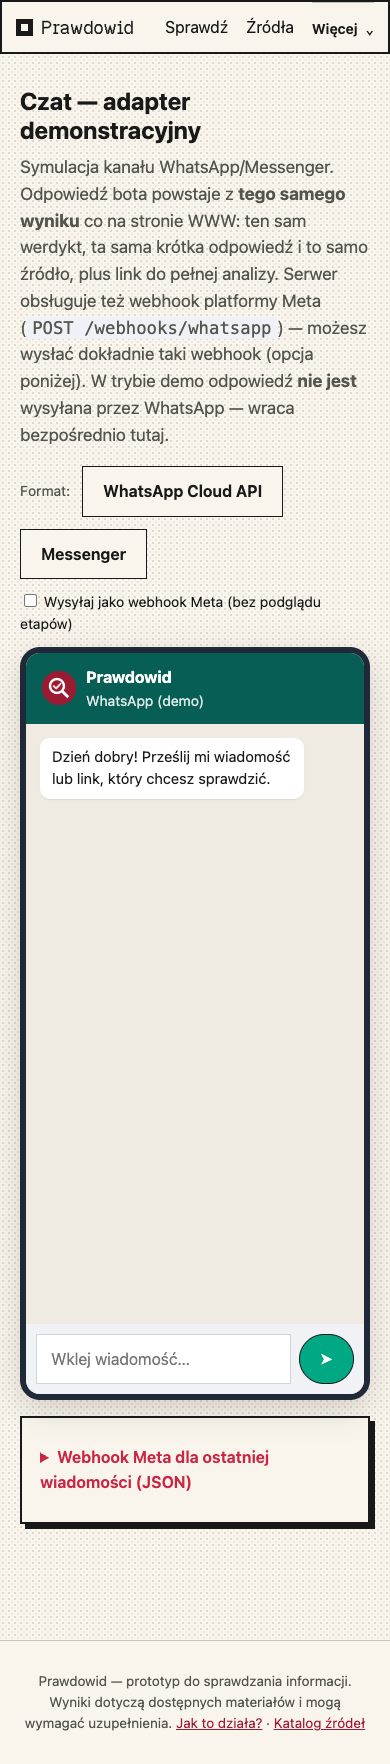 Prawdowid
Sprawdź
Źródła
Więcej
Czat — adapter
demonstracyjny
Symulacja kanału WhatsApp/Messenger.
Odpowiedź bota powstaje z tego samego
wyniku co na stronie WWW: ten sam
werdykt, ta sama krótka odpowiedź i to samo
źródło, plus link do pełnej analizy. Serwer
obsługuje też webhook platformy Meta
( POST /webhooks/whatsapp ) — możesz
wysłać dokładnie taki webhook (opcja
poniżej). W trybie demo odpowiedź nie jest
wysyłana przez WhatsApp — wraca
bezpośrednio tutaj.
Format:
WhatsApp Cloud API
Messenger
Wysyłaj jako webhook Meta (bez podglądu
etapów)
Prawdowid
WhatsApp (demo)
Dzień dobry! Prześlij mi wiadomość
lub link, który chcesz sprawdzić.
Wklej wiadomość...
Webhook Meta dla ostatniej
wiadomości (JSON)
Prawdowid — prototyp do sprawdzania informacji.
Wyniki dotyczą dostępnych materiałów i mogą
wymagać uzupełnienia. Jak to działa? · Katalog źródeł